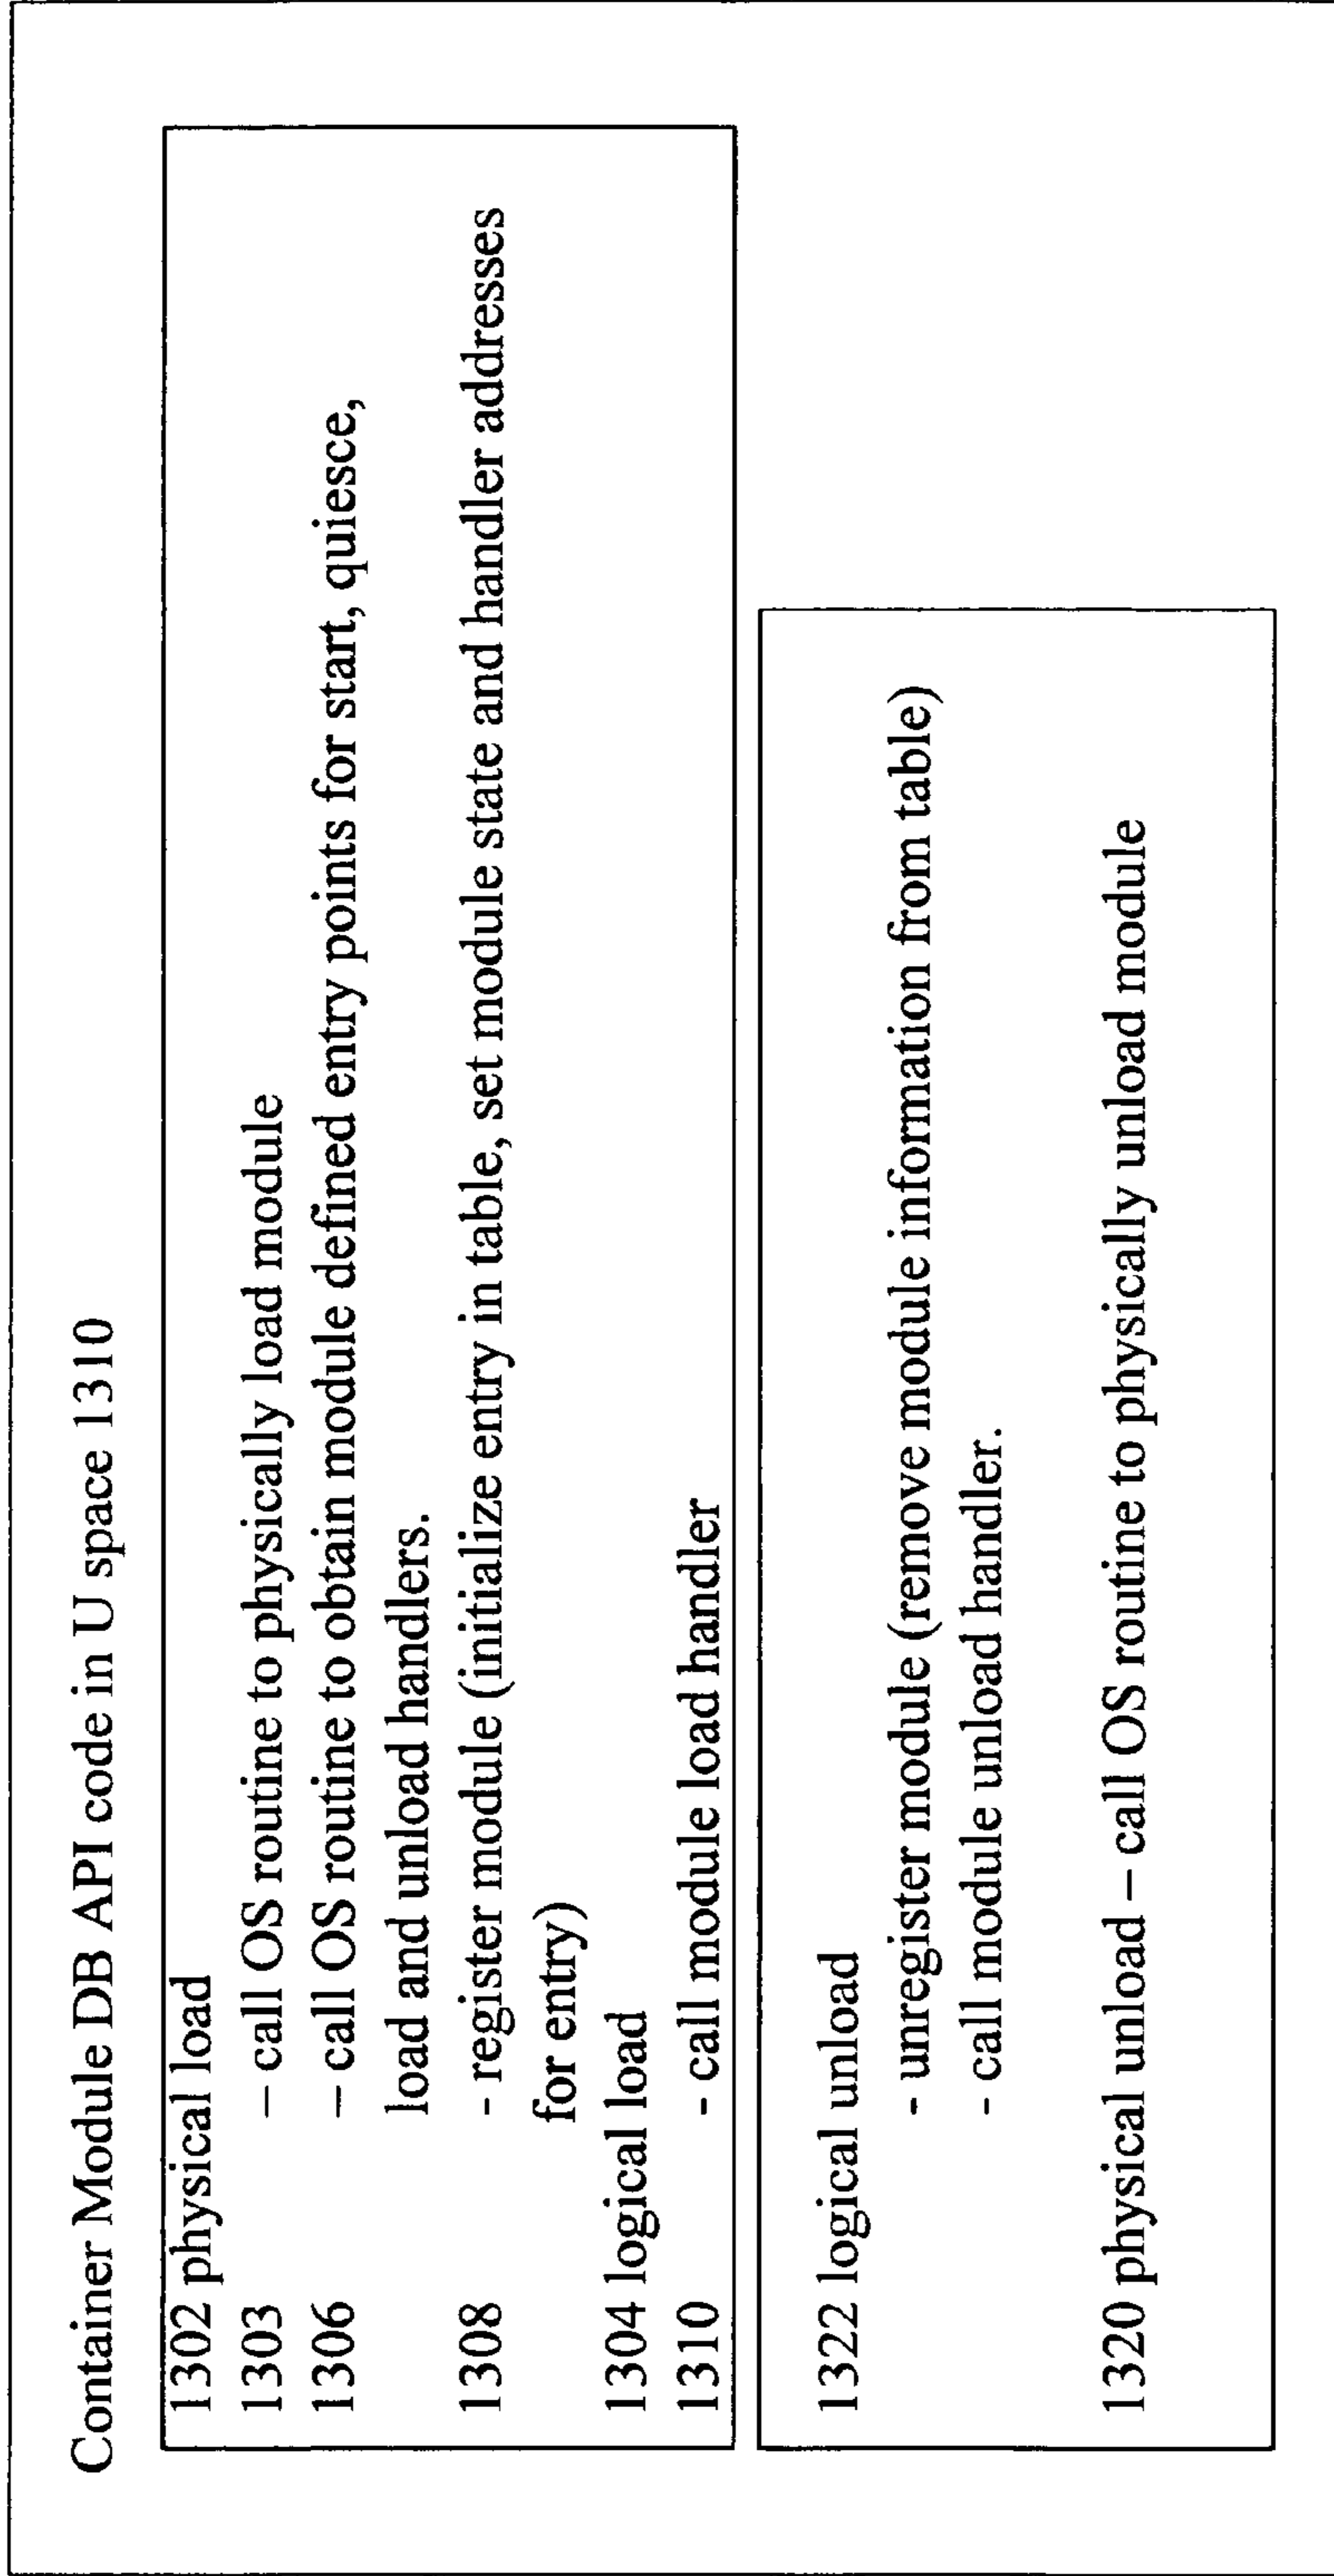 Container Module DB API code in U space 1310
1302 physical load
1303 – call OS routine to physically load module
1306 – call OS routine to obtain module defined entry points for start, quiesce,
load and unload handlers.
1308 - register module (initialize entry in table, set module state and handler addresses
for entry)
1304 logical load
1310 - call module load handler
1322 logical unload
- unregister module (remove module information from table)
- call module unload handler.
1320 physical unload – call OS routine to physically unload module